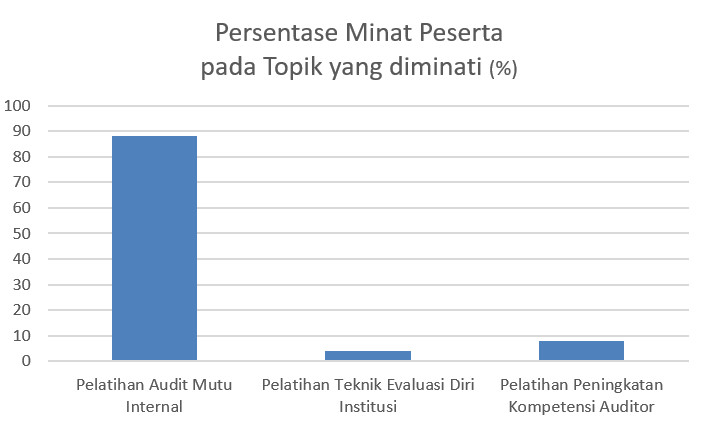 Persentase Minat Peserta
pada Topik yang diminati (%)
100
90
80
70
60
50
40
30
20
10
0
Pelatihan Audit Mutu
Internal
Pelatihan Teknik Evaluasi Diri
Institusi
Pelatihan Peningkatan
Kompetensi Auditor